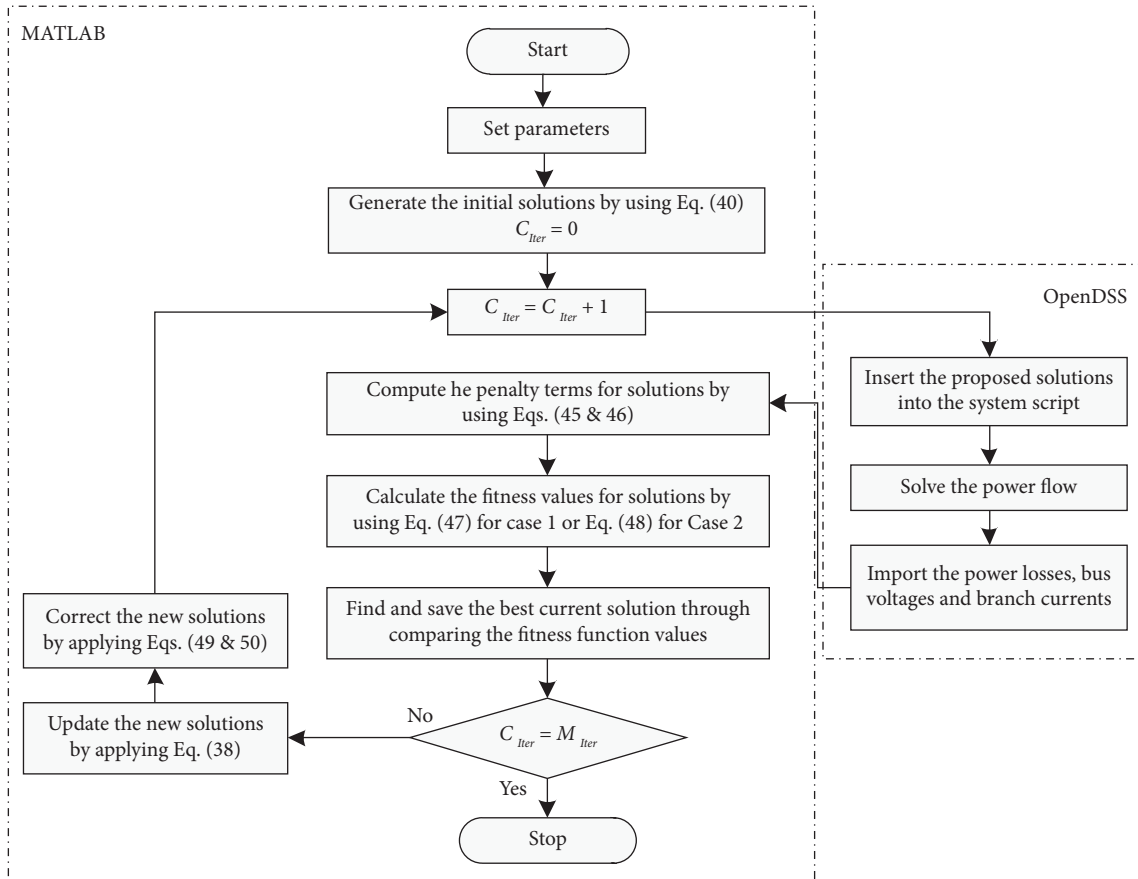 MATLAB
Start
Set parameters
Generate the initial solutions by using Eq. (40)
C Iter = 0
C Iter = C Iter + 1
OpenDSS
Insert the proposed solutions
into the system script
Solve the power flow
Import the power losses, bus
voltages and branch currents
Compute he penalty terms for solutions by
using Eqs. (45 & 46)
Calculate the fitness values for solutions by
using Eq. (47) for case 1 or Eq. (48) for Case 2
Find and save the best current solution through
comparing the fitness function values
C Iter = M Iter
No
Update the new solutions
by applying Eq. (38)
Correct the new solutions
by applying Eqs. (49 & 50)
Yes
Stop